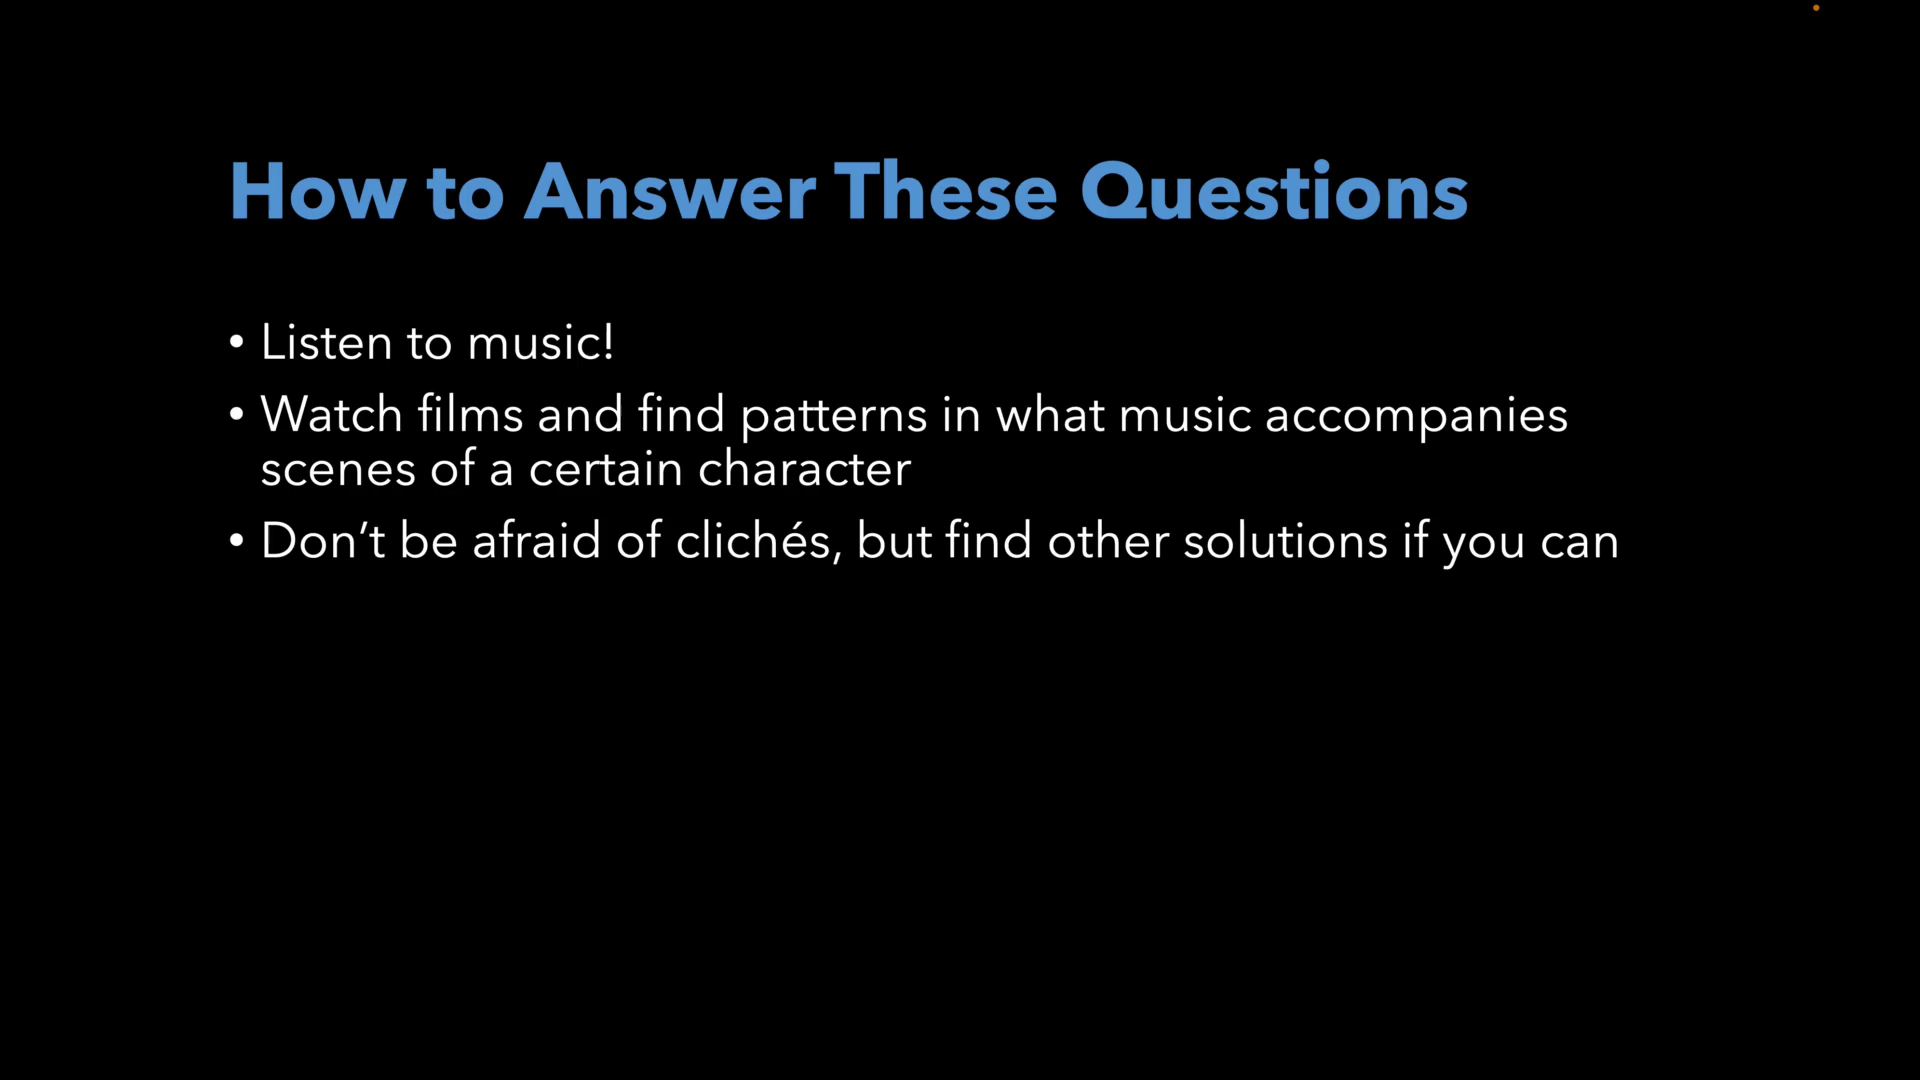 How to Answer These Questions
• Listen to music!
• Watch films and find patterns in what music accompanies
scenes of a certain character
• Don’t be afraid of clichés, but find other solutions if you can